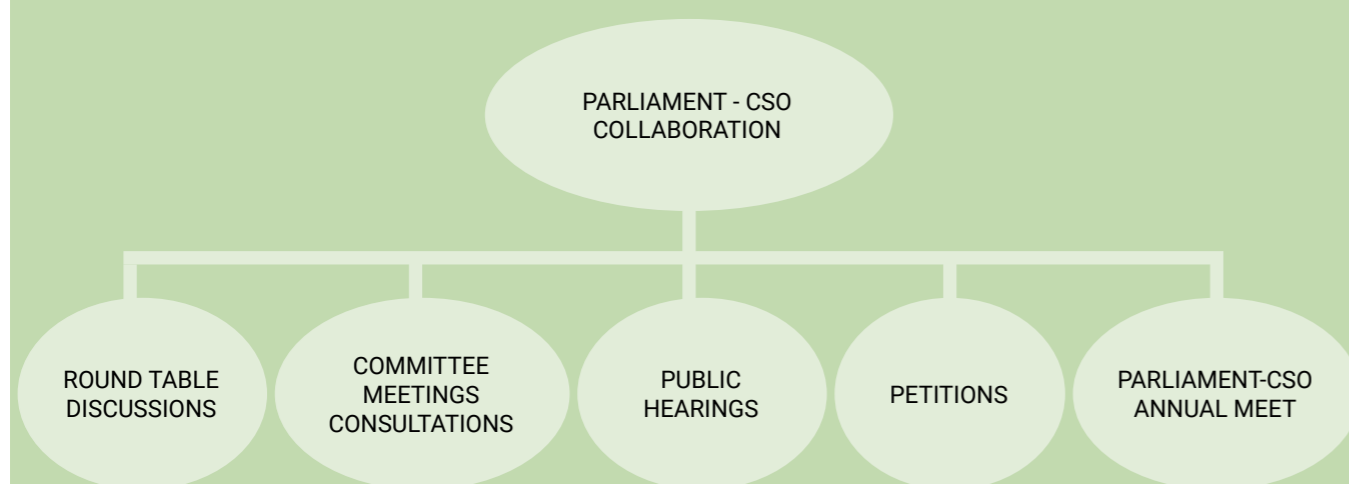 PARLIAMENT - CSO
COLLABORATION
ROUND TABLE
DISCUSSIONS
COMMITTEE
MEETINGS
CONSULTATIONS
PUBLIC
HEARINGS
PETITIONS
PARLIAMENT-CSO
ANNUAL MEET